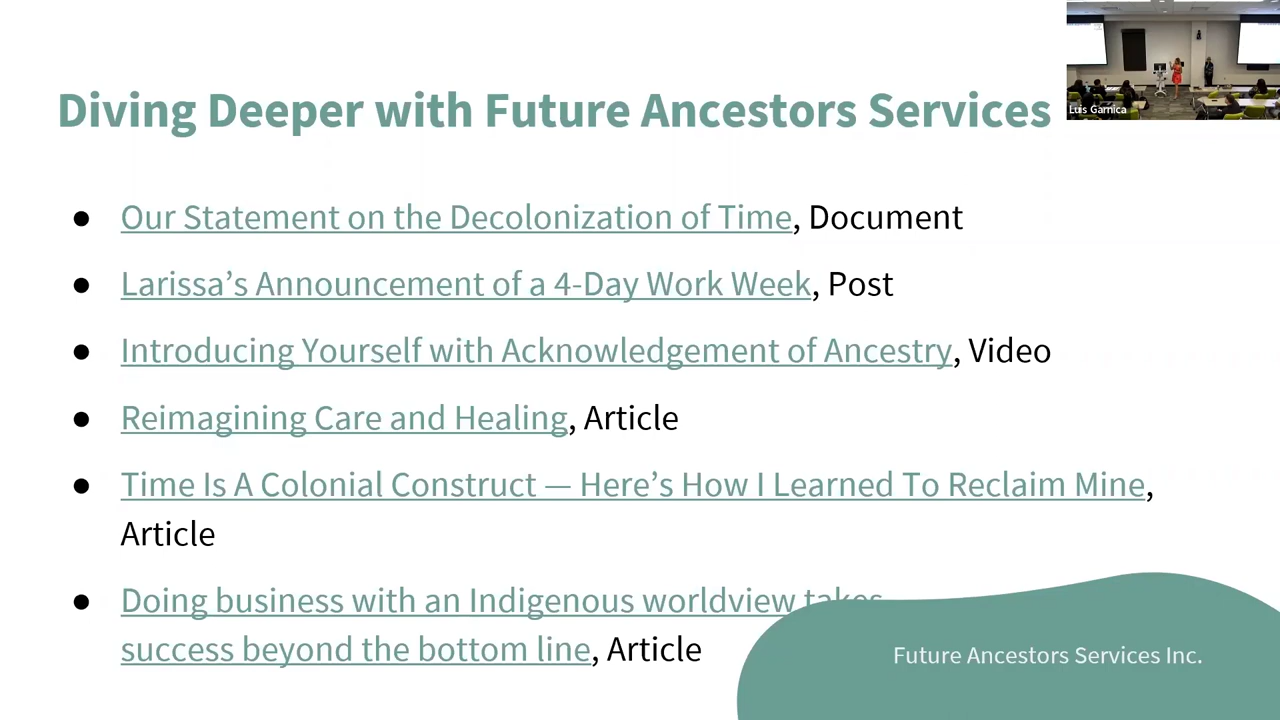 Diving Deeper with Future Ancestors Services
Luis Garnica
● Our Statement on the Decolonization of Time, Document
● Larissa’s Announcement of a 4-Day Work Week, Post
● Introducing Yourself with Acknowledgement of Ancestry, Video
● Reimagining Care and Healing, Article
● Time Is A Colonial Construct — Here’s How I Learned To Reclaim Mine,
Article
● Doing business with an Indigenous worldview takes
success beyond the bottom line, Article
Future Ancestors Services Inc.